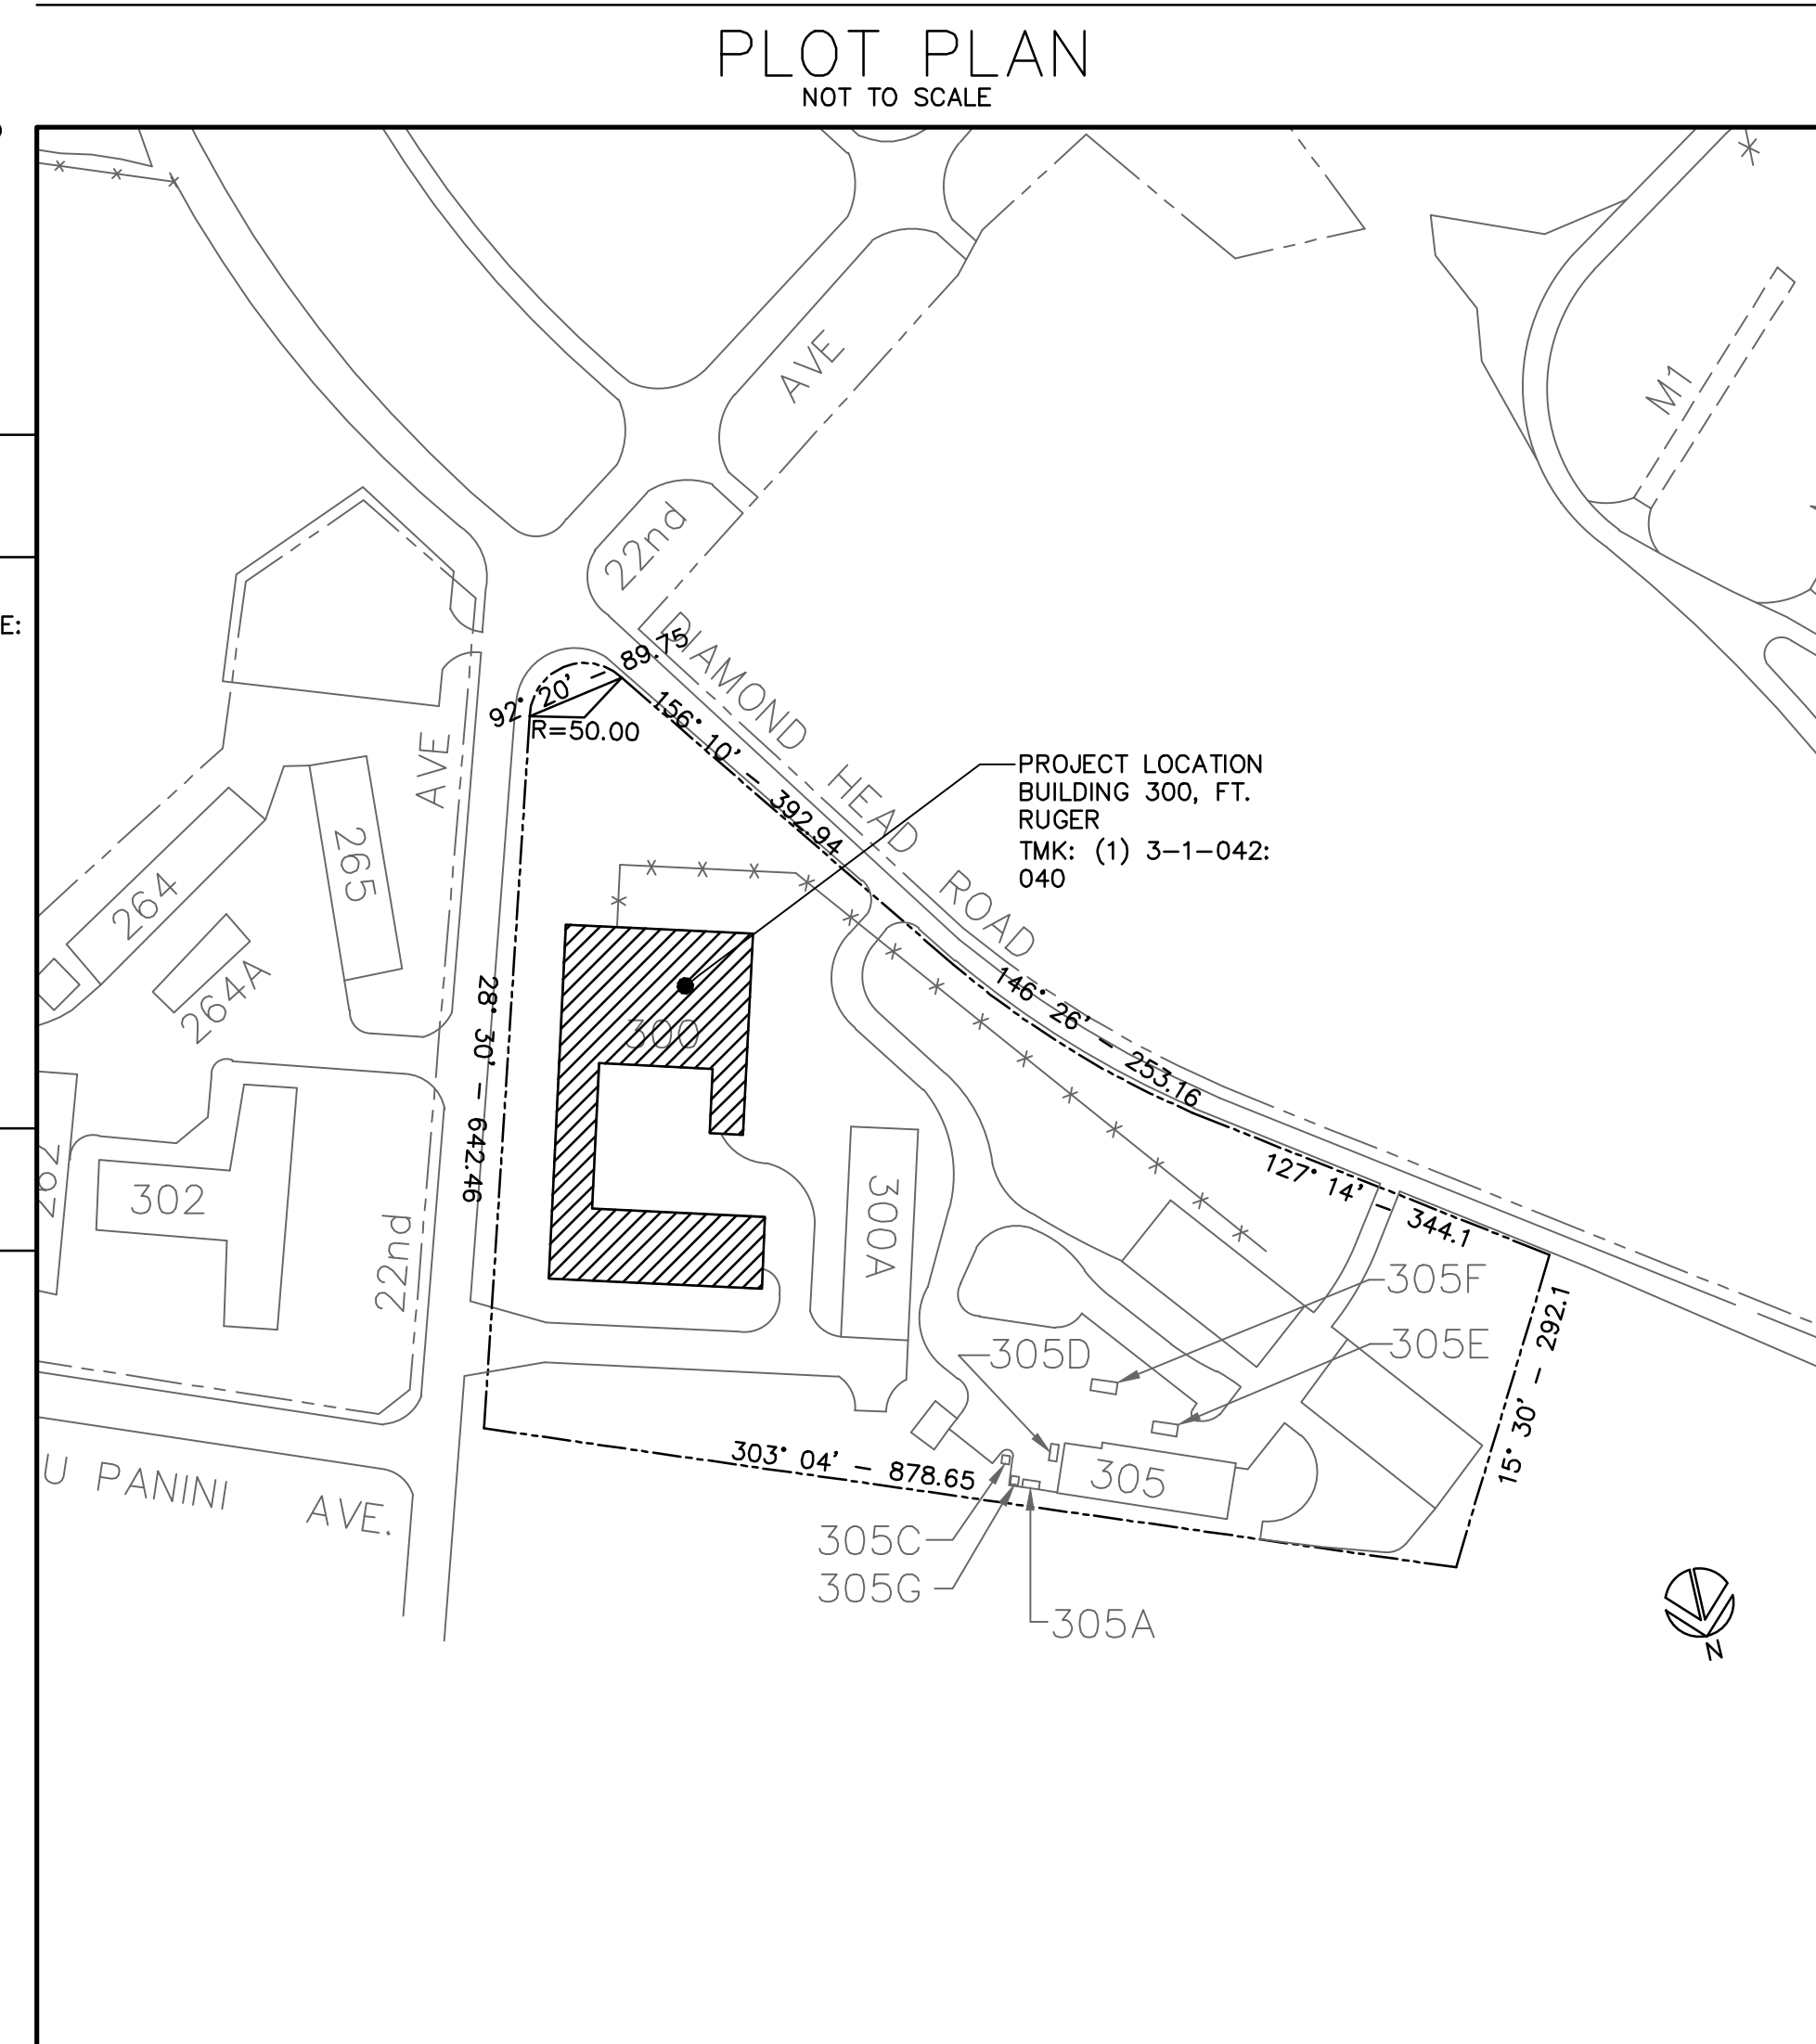 PLOT PLAN
NOT TO SCALE
E:
M1
AVE
22nd
DIAMOND HEAD ROAD
92° 20' – 89.75
R=50.00
156° 10' – 392.94
PROJECT LOCATION
BUILDING 300, FT.
RUGER
TMK: (1) 3–1–042:
040
AVE
265
264
264A
28° 30' – 642.46
300
146° 26' – 253.16
127° 14' – 344.1
302
22nd
300A
305F
305E
305D
15° 30' – 292.1
303° 04' – 878.65
305
U PANINI AVE.
305C
305G
305A
N